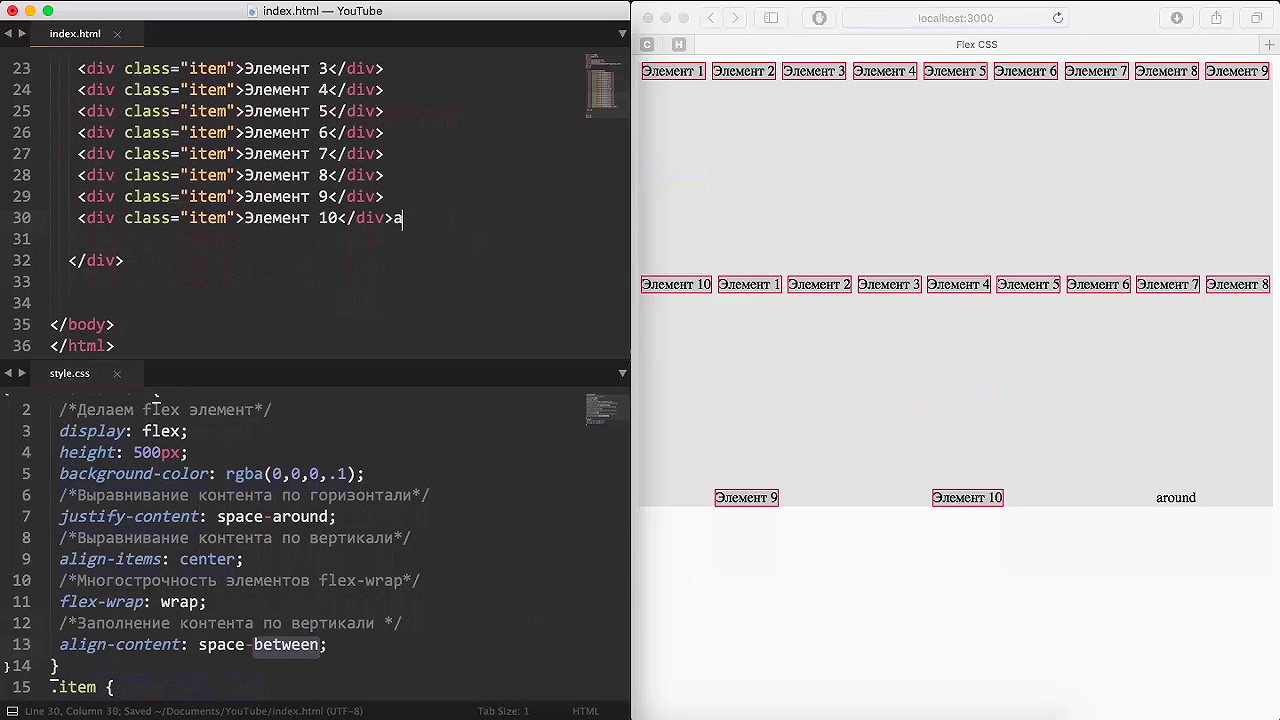 index.html — YouTube
index.html
23 <div class="item">Элемент 3</div>
24 <div class="item">Элемент 4</div>
25 <div class="item">Элемент 5</div>
26 <div class="item">Элемент 6</div>
27 <div class="item">Элемент 7</div>
28 <div class="item">Элемент 8</div>
29 <div class="item">Элемент 9</div>
30 <div class="item">Элемент 10</div>a
31
32 </div>
33
34
35 </body>
36 </html>
style.css
{
2 /*Делаем flex элемент*/
3 display: flex;
4 height: 500px;
5 background-color: rgba(0,0,0,.1);
6 /*Выравнивание контента по горизонтали*/
7 justify-content: space-around;
8 /*Выравнивание контента по вертикали*/
9 align-items: center;
10 /*Многострочность элементов flex-wrap*/
11 flex-wrap: wrap;
12 /*Заполнение контента по вертикали */
13 align-content: space-between;
14 }
15 .item {
Line 30, Column 39; Saved ~/Documents/YouTube/index.html (UTF-8) Tab Size: 1 HTML
localhost:3000
C H Flex CSS
Элемент 1 Элемент 2 Элемент 3 Элемент 4 Элемент 5 Элемент 6 Элемент 7 Элемент 8 Элемент 9
Элемент 10 Элемент 1 Элемент 2 Элемент 3 Элемент 4 Элемент 5 Элемент 6 Элемент 7 Элемент 8
Элемент 9 Элемент 10 around